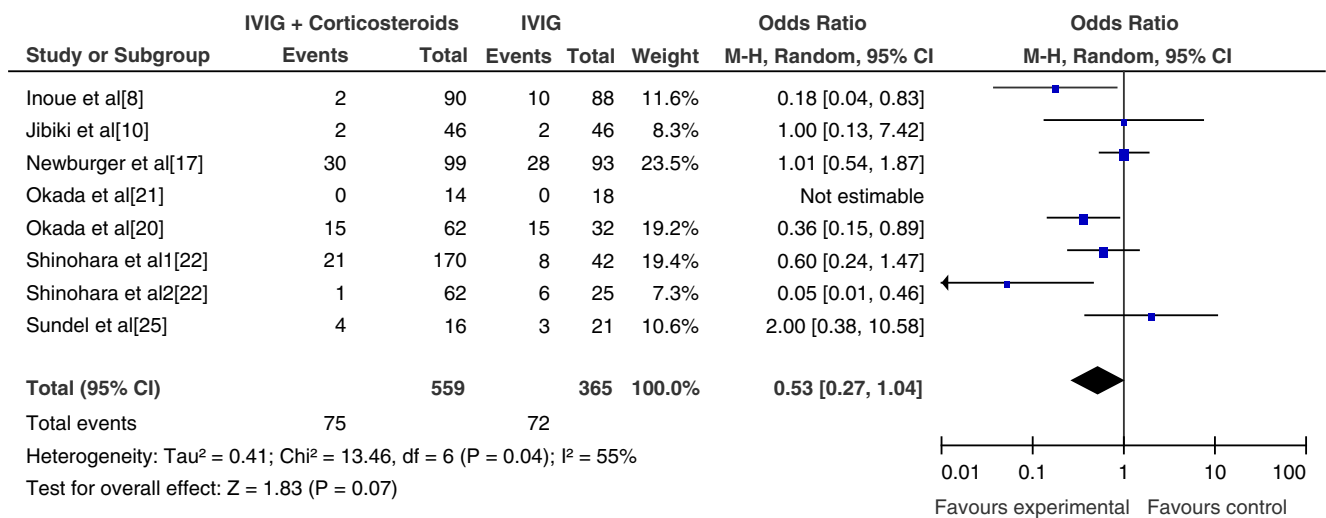 IVIG + Corticosteroids IVIG Odds Ratio Odds Ratio
Study or Subgroup Events Total Events Total Weight M-H, Random, 95% CI M-H, Random, 95% CI
Inoue et al[8] 2 90 10 88 11.6% 0.18 [0.04, 0.83]
Jibiki et al[10] 2 46 2 46 8.3% 1.00 [0.13, 7.42]
Newburger et al[17] 30 99 28 93 23.5% 1.01 [0.54, 1.87]
Okada et al[21] 0 14 0 18 Not estimable
Okada et al[20] 15 62 15 32 19.2% 0.36 [0.15, 0.89]
Shinohara et al1[22] 21 170 8 42 19.4% 0.60 [0.24, 1.47]
Shinohara et al2[22] 1 62 6 25 7.3% 0.05 [0.01, 0.46]
Sundel et al[25] 4 16 3 21 10.6% 2.00 [0.38, 10.58]
Total (95% CI) 559 365 100.0% 0.53 [0.27, 1.04]
Total events 75 72
Heterogeneity: Tau² = 0.41; Chi² = 13.46, df = 6 (P = 0.04); I² = 55%
Test for overall effect: Z = 1.83 (P = 0.07)
0.01 0.1 1 10 100
Favours experimental Favours control